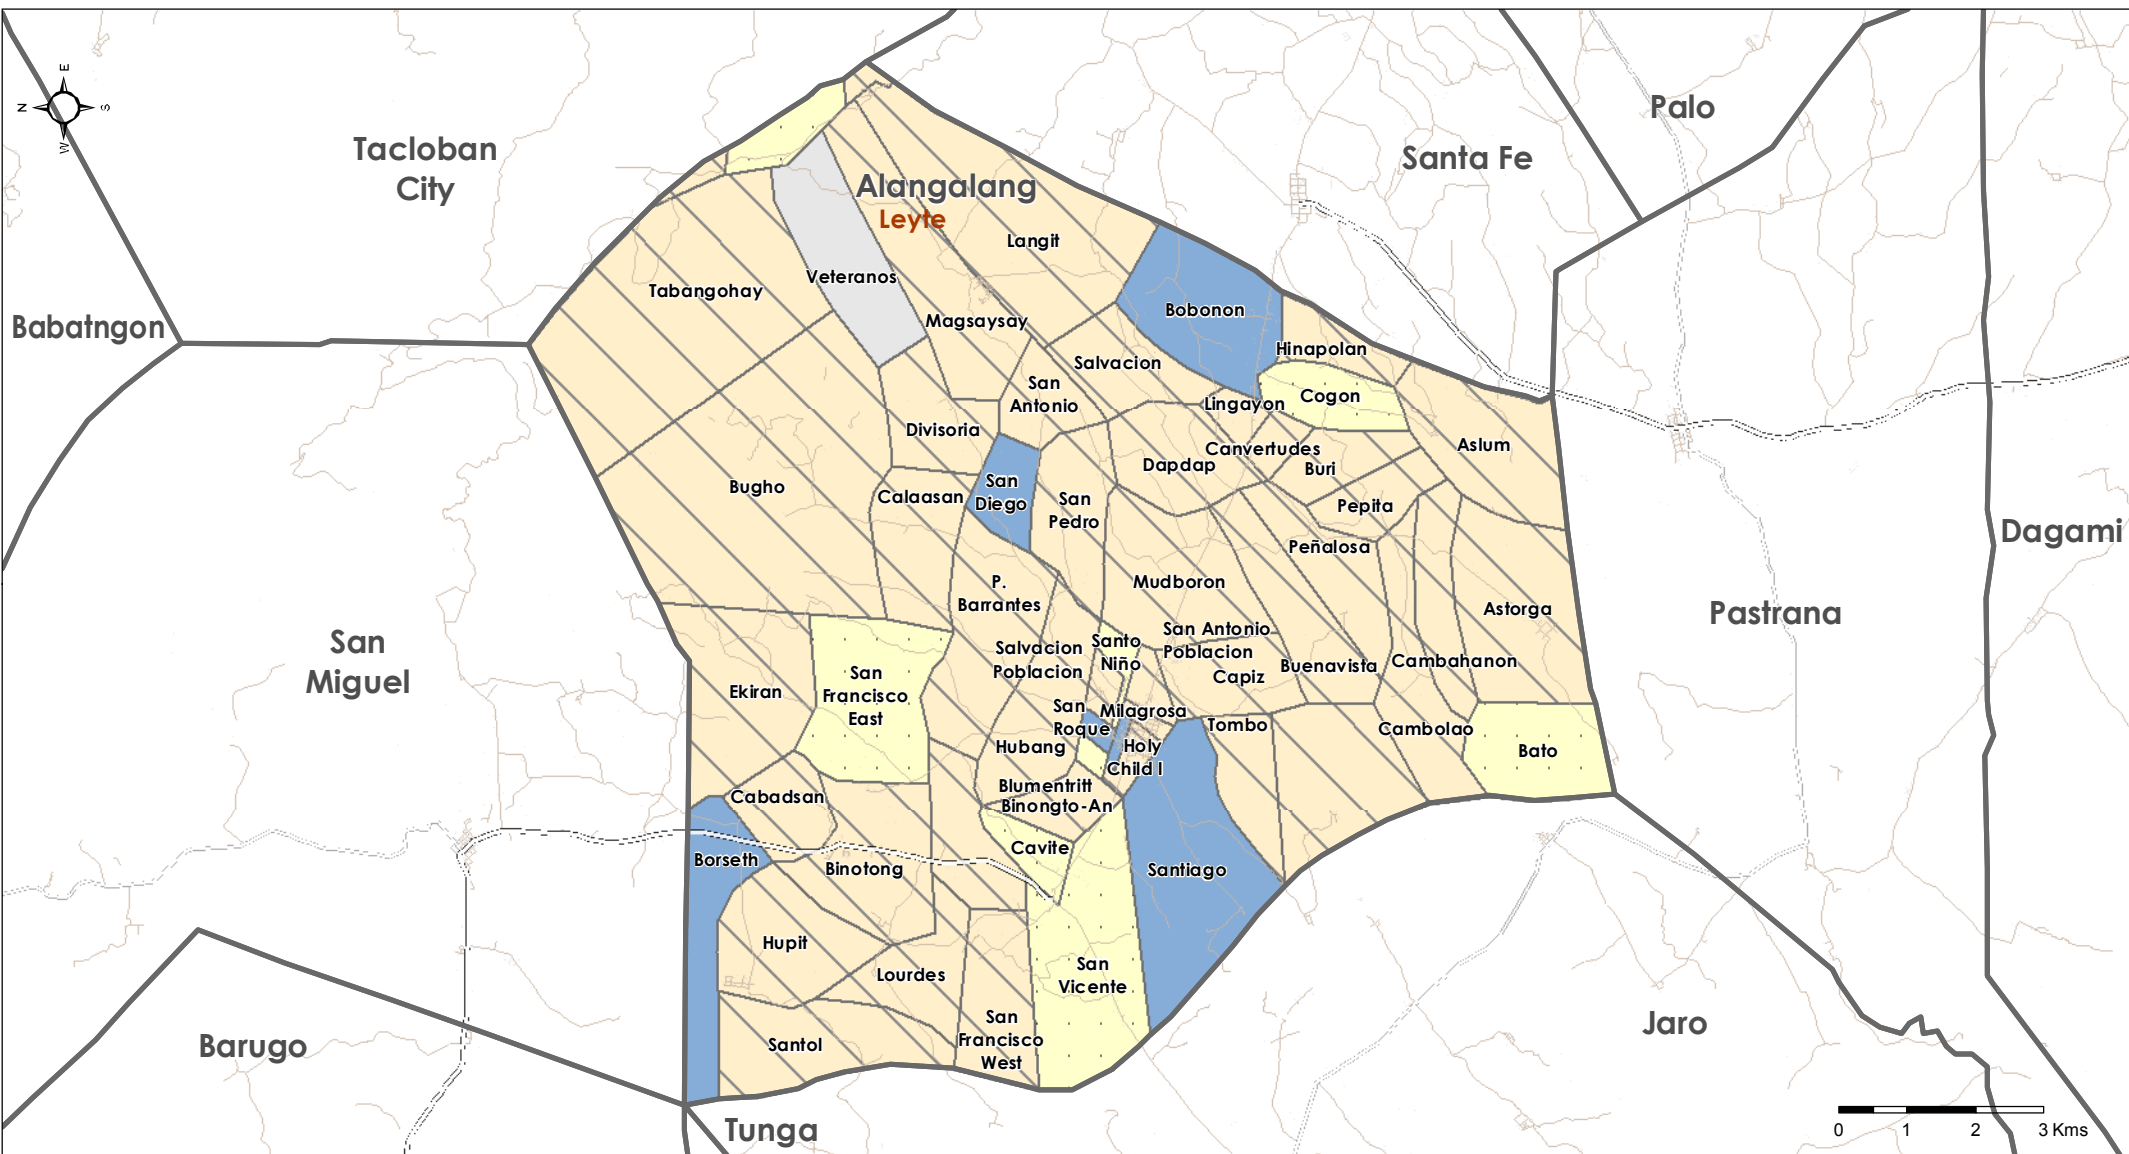 E
N
S
W
Tacloban
City
Palo
Santa Fe
Alangalang
Leyte
Langit
Veteranos
Tabangohay
Babatngon
Bobonon
Magsaysay
Hinapolan
Salvacion
San
Antonio
Lingayon
Cogon
Divisoria
Aslum
Canvertudes
Dapdap
Buri
Bugho
Calaasan
San
Diego
San
Pedro
Pepita
Dagami
Peñalosa
Mudboron
P.
Barrantes
Astorga
Pastrana
San
Miguel
San Antonio
Poblacion
Santo
Niño
Salvacion
Poblacion
Capiz
Buenavista
Cambahanon
Ekiran
San
Francisco
East
San
Roque
Milagrosa
Tombo
Cambolao
Bato
Hubang
Holy
Child I
Blumentritt
Binongto-An
Cabadsan
Cavite
Borseth
Binotong
Santiago
Hupit
Lourdes
San
Vicente
Santol
San
Francisco
West
Barugo
Jaro
Tunga
0 1 2 3 Kms